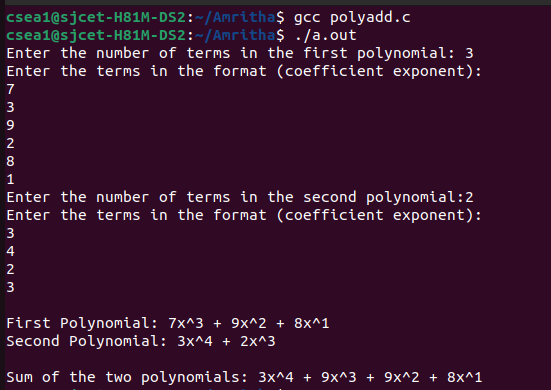 csea1@sjcet-H81M-DS2:~/Amritha$ gcc polyadd.c
csea1@sjcet-H81M-DS2:~/Amritha$ ./a.out
Enter the number of terms in the first polynomial: 3
Enter the terms in the format (coefficient exponent):
7
3
9
2
8
1
Enter the number of terms in the second polynomial:2
Enter the terms in the format (coefficient exponent):
3
4
2
3
First Polynomial: 7x^3 + 9x^2 + 8x^1
Second Polynomial: 3x^4 + 2x^3
Sum of the two polynomials: 3x^4 + 9x^3 + 9x^2 + 8x^1